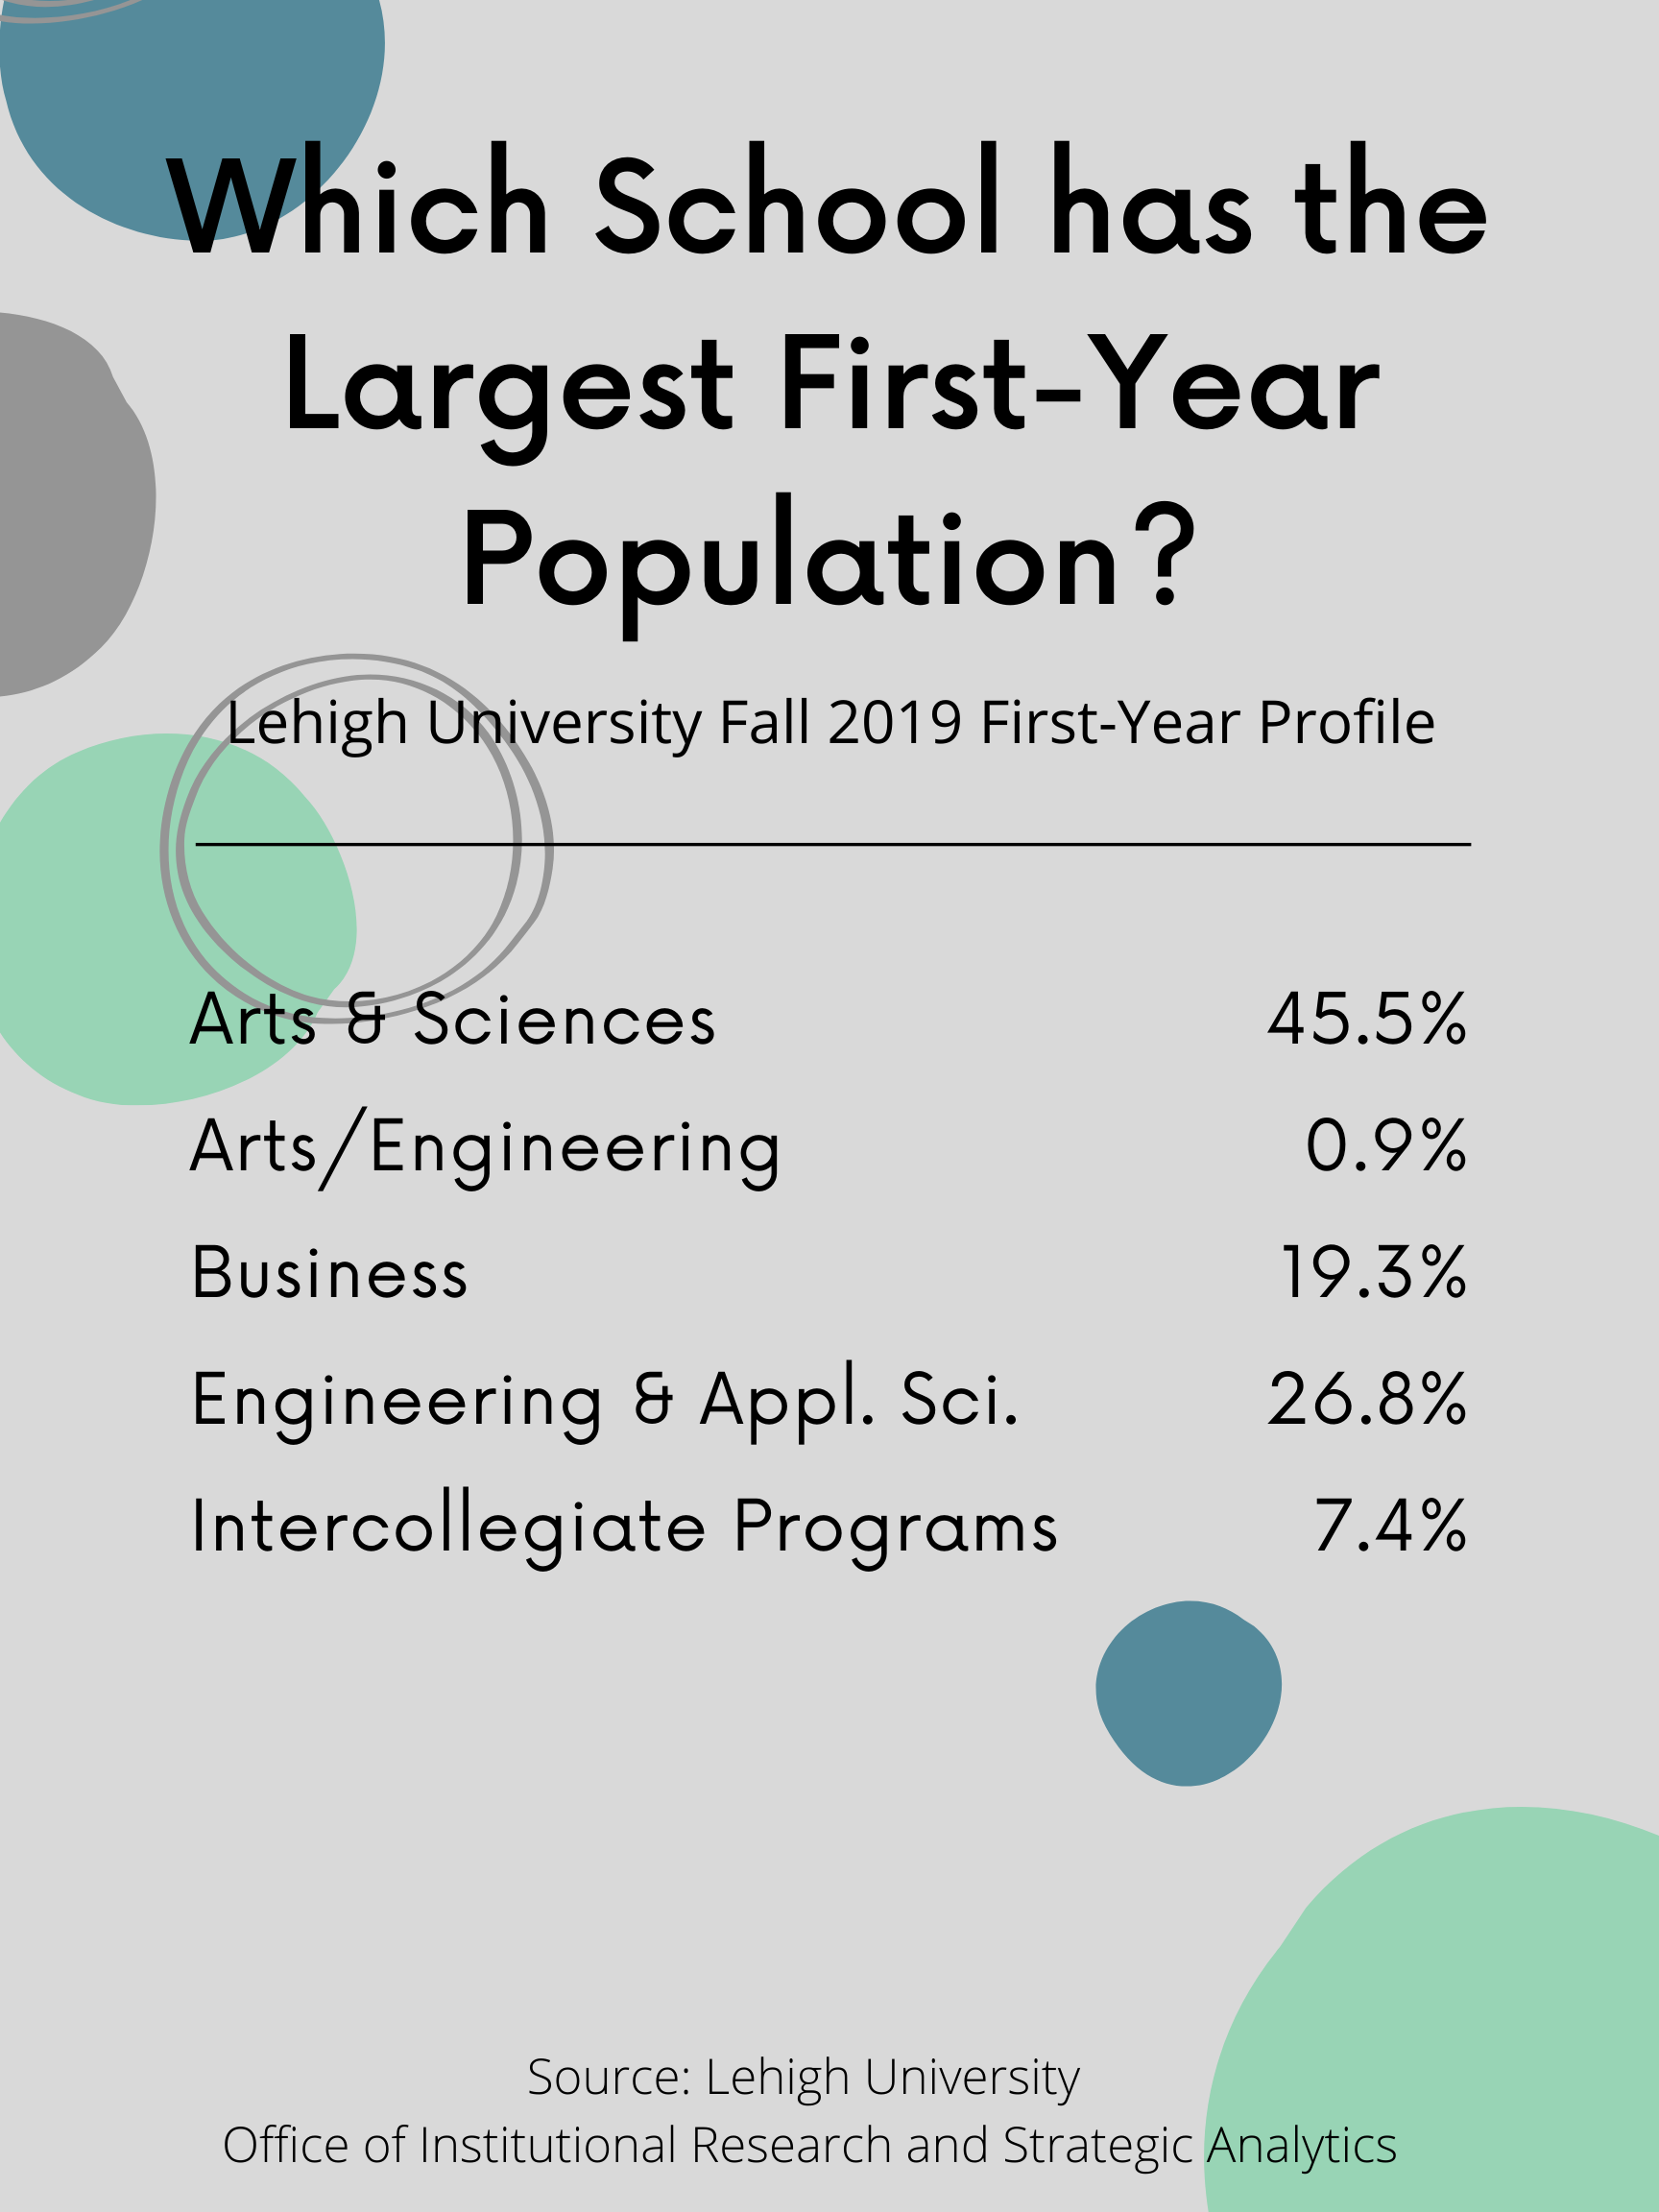 Which School has the
Largest First-Year
Population?
Lehigh University Fall 2019 First-Year Profile
Arts & Sciences 45.5%
Arts/Engineering 0.9%
Business 19.3%
Engineering & Appl. Sci. 26.8%
Intercollegiate Programs 7.4%
Source: Lehigh University
Office of Institutional Research and Strategic Analytics